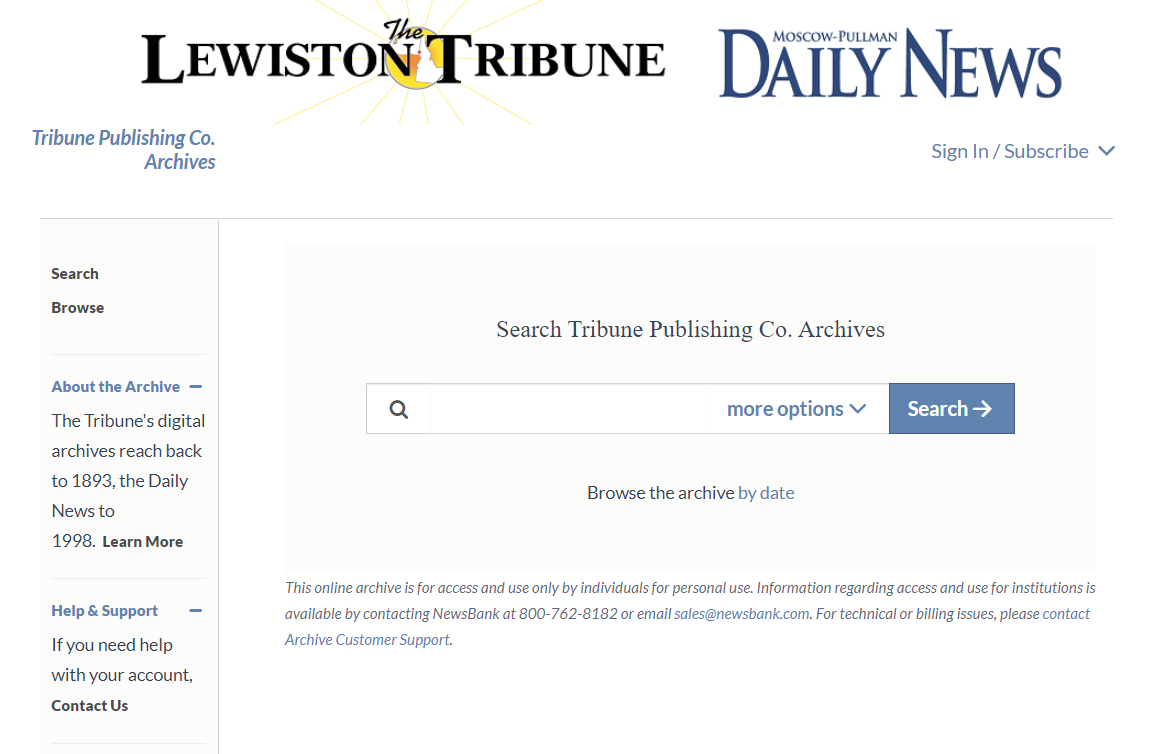 The
LEWISTON TRIBUNE
MOSCOW-PULLMAN
DAILY NEWS
Tribune Publishing Co.
Archives
Sign In / Subscribe
Search
Browse
About the Archive
The Tribune's digital
archives reach back
to 1893, the Daily
News to
1998. Learn More
Help & Support
If you need help
with your account,
Contact Us
Search Tribune Publishing Co. Archives
more options
Search
Browse the archive by date
This online archive is for access and use only by individuals for personal use. Information regarding access and use for institutions is
available by contacting NewsBank at 800-762-8182 or email sales@newsbank.com. For technical or billing issues, please contact
Archive Customer Support.